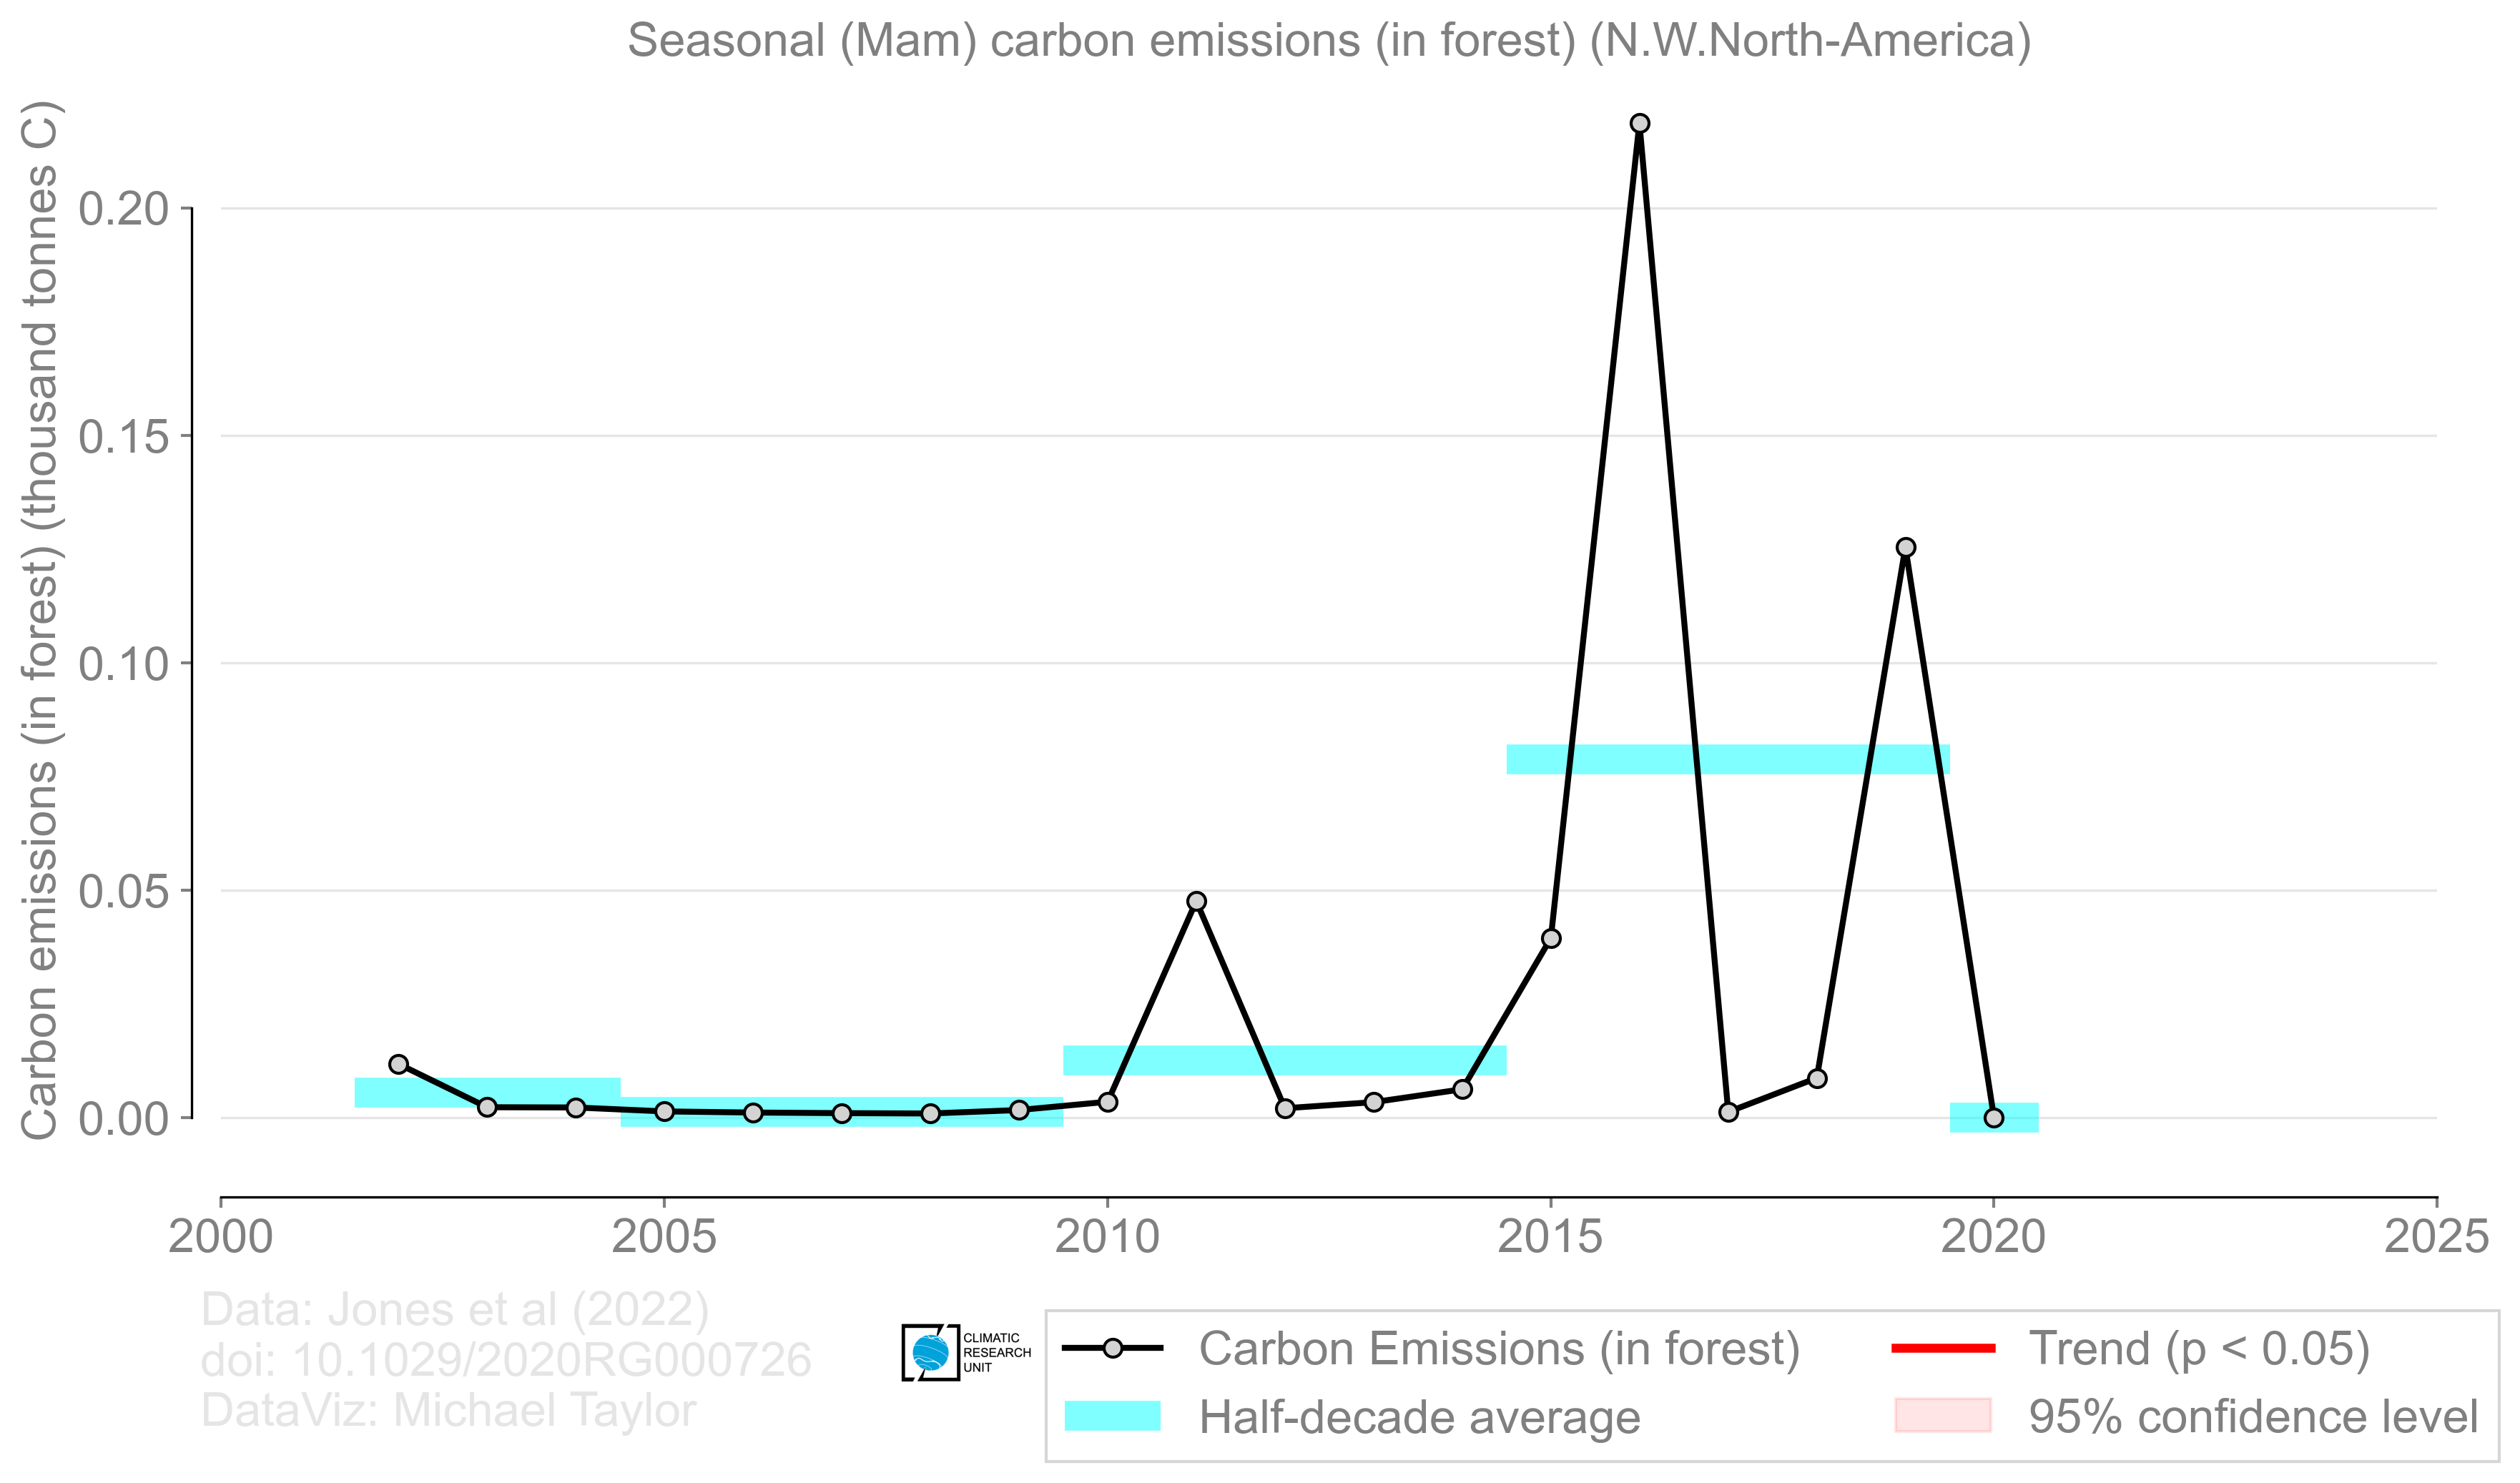 Seasonal (Mam) carbon emissions (in forest) (N.W.North-America)
Carbon emissions (in forest) (thousand tonnes C)
0.20
0.15
0.10
0.05
0.00
2000
2005
2010
2015
2020
2025
Data: Jones et al (2022)
doi: 10.1029/2020RG000726
DataViz: Michael Taylor
CLIMATIC
RESEARCH
UNIT
Carbon Emissions (in forest)
Half-decade average
Trend (p < 0.05)
95% confidence level